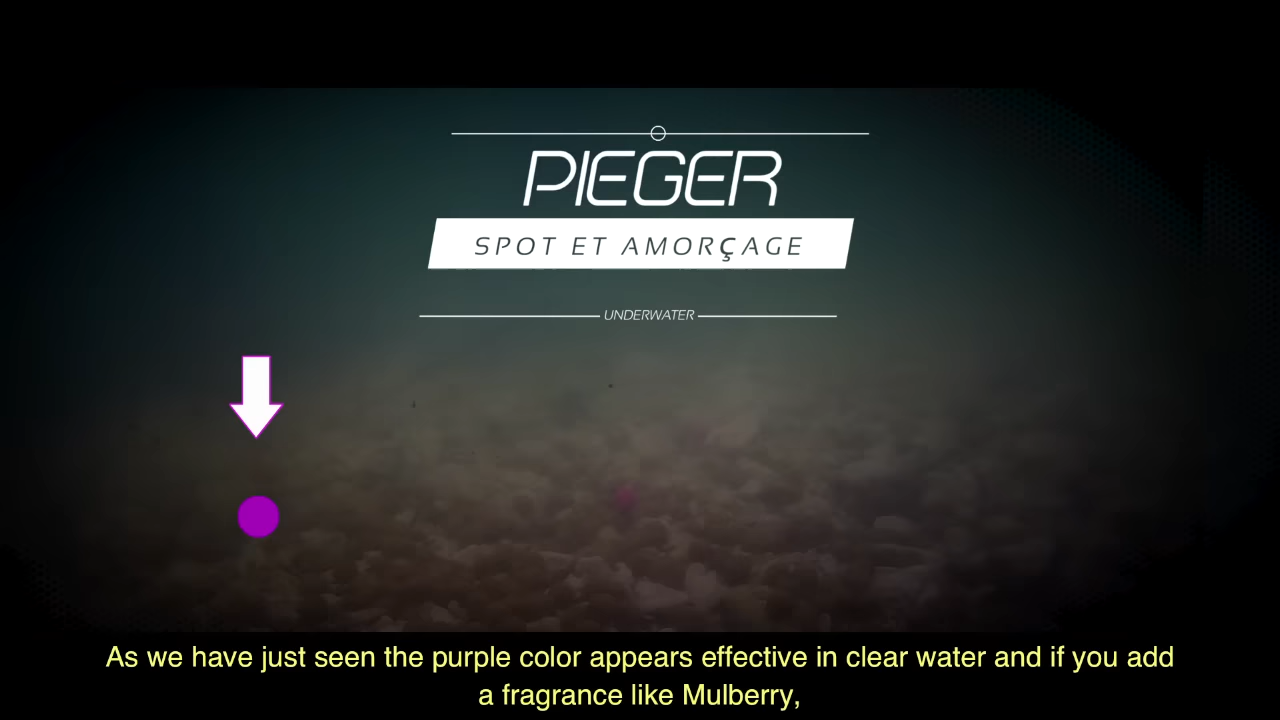 PIEGER
SPOT ET AMORÇAGE
UNDERWATER
As we have just seen the purple color appears effective in clear water and if you add
a fragrance like Mulberry,